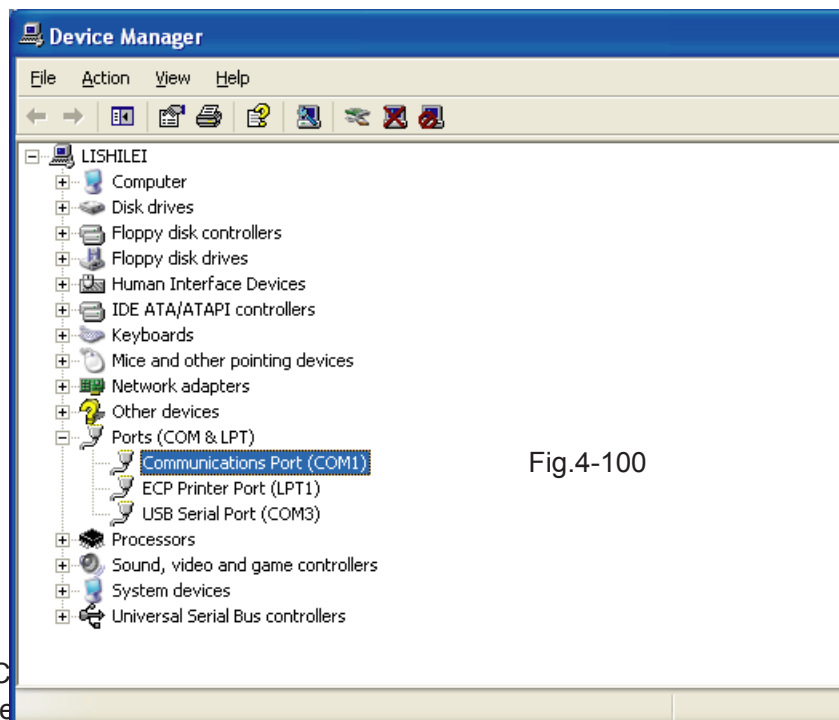 Device Manager
File Action View Help
LISHILEI
Computer
Disk drives
Floppy disk controllers
Floppy disk drives
Human Interface Devices
IDE ATA/ATAPI controllers
Keyboards
Mice and other pointing devices
Network adapters
Other devices
Ports (COM & LPT)
Communications Port (COM1) Fig.4-100
ECP Printer Port (LPT1)
USB Serial Port (COM3)
Processors
Sound, video and game controllers
System devices
Universal Serial Bus controllers